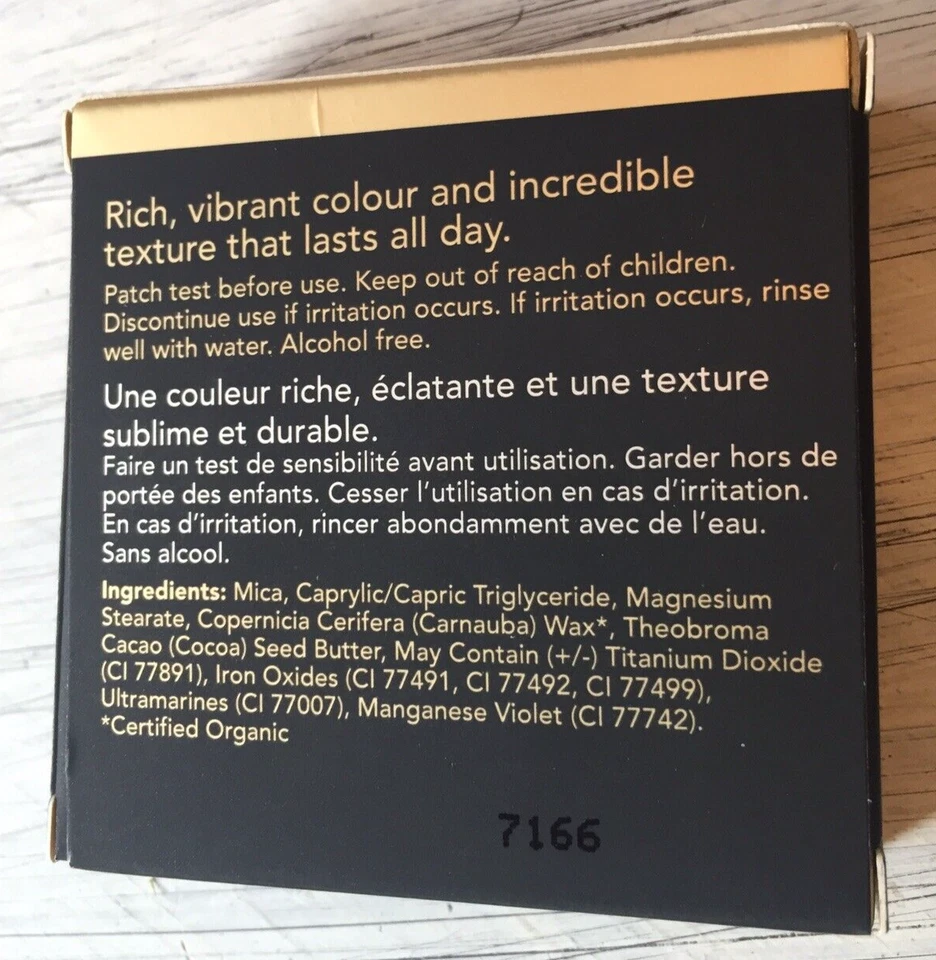 Rich, vibrant colour and incredible
texture that lasts all day.
Patch test before use. Keep out of reach of children.
Discontinue use if irritation occurs. If irritation occurs, rinse
well with water. Alcohol free.
Une couleur riche, éclatante et une texture
sublime et durable.
Faire un test de sensibilité avant utilisation. Garder hors de
portée des enfants. Cesser l'utilisation en cas d'irritation.
En cas d'irritation, rincer abondamment avec de l'eau.
Sans alcool.
Ingredients: Mica, Caprylic/Capric Triglyceride, Magnesium
Stearate, Copernicia Cerifera (Carnauba) Wax*, Theobroma
Cacao (Cocoa) Seed Butter, May Contain (+/-) Titanium Dioxide
(CI 77891), Iron Oxides (CI 77491, CI 77492, CI 77499),
Ultramarines (CI 77007), Manganese Violet (CI 77742).
*Certified Organic
7166